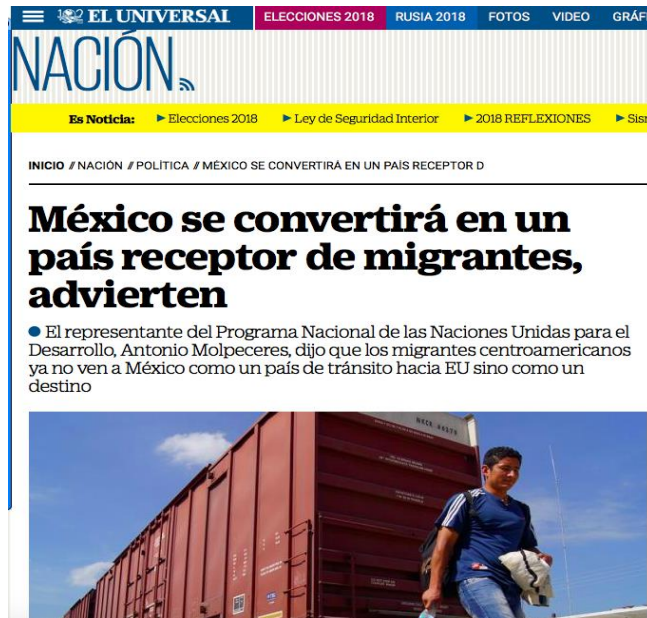 EL UNIVERSAL ELECCIONES 2018 RUSIA 2018 FOTOS VIDEO GRÁF
NACIÓN
Es Noticia: Elecciones 2018 Ley de Seguridad Interior 2018 REFLEXIONES Sisr
INICIO // NACIÓN // POLÍTICA // MÉXICO SE CONVERTIRÁ EN UN PAÍS RECEPTOR D
México se convertirá en un
país receptor de migrantes,
advierten
El representante del Programa Nacional de las Naciones Unidas para el
Desarrollo, Antonio Molpeceres, dijo que los migrantes centroamericanos
ya no ven a México como un país de tránsito hacia EU sino como un
destino